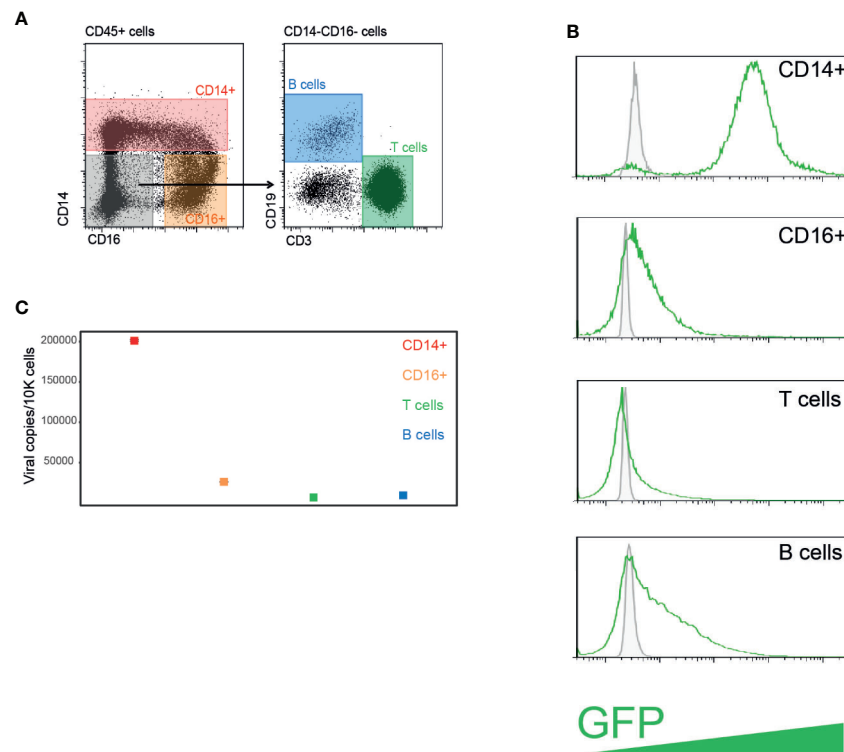 A
CD45+ cells
CD14-CD16- cells
CD14+
CD16+
CD14
CD16
B cells
T cells
CD19
CD3
B
CD14+
CD16+
T cells
B cells
GFP
C
Viral copies/10K cells
200000
150000
100000
50000
CD14+
CD16+
T cells
B cells